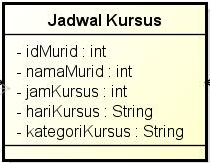 Jadwal Kursus
- idMurid : int
- namaMurid : int
- jamKursus : int
- hariKursus : String
- kategoriKursus : String